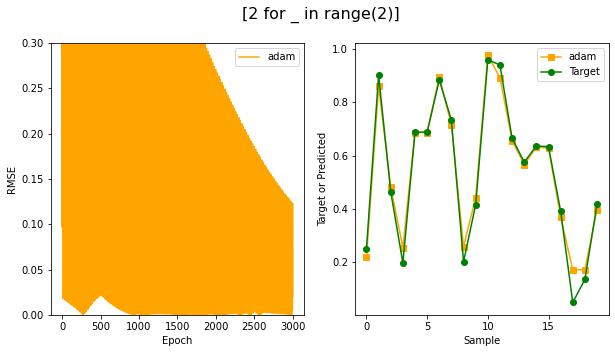 [2 for _ in range(2)]
0.30
0.25
0.20
0.15
0.10
0.05
0.00
RMSE
0 500 1000 1500 2000 2500 3000
Epoch
adam
1.0
0.8
0.6
0.4
0.2
Target or Predicted
0 5 10 15
Sample
adam
Target